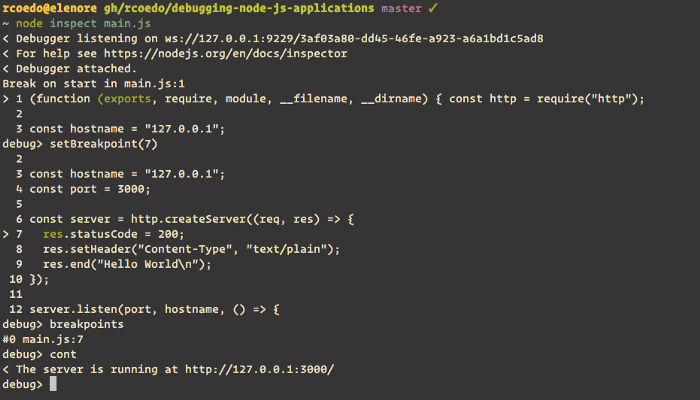 rcoedo@elenore gh/rcoedo/debugging-node-js-applications master ✓
~ node inspect main.js
< Debugger listening on ws://127.0.0.1:9229/3af03a80-dd45-46fe-a923-a6a1bd1c5ad8
< For help see https://nodejs.org/en/docs/inspector
< Debugger attached.
Break on start in main.js:1
> 1 (function (exports, require, module, __filename, __dirname) { const http = require("http");
  2
  3 const hostname = "127.0.0.1";
debug> setBreakpoint(7)
  2
  3 const hostname = "127.0.0.1";
  4 const port = 3000;
  5
  6 const server = http.createServer((req, res) => {
> 7   res.statusCode = 200;
  8   res.setHeader("Content-Type", "text/plain");
  9   res.end("Hello World\n");
 10 });
 11
 12 server.listen(port, hostname, () => {
debug> breakpoints
#0 main.js:7
debug> cont
< The server is running at http://127.0.0.1:3000/
debug>